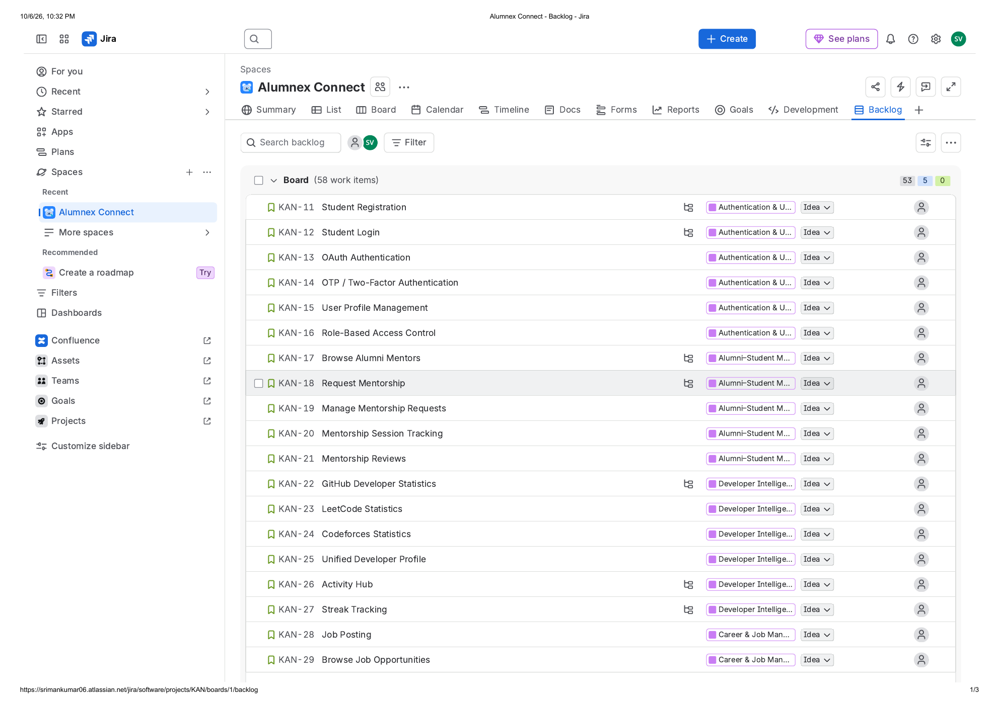 10/6/26, 10:32 PM
Alumnex Connect - Backlog - Jira
Jira
Create
See plans
SV
For you
Recent
Starred
Apps
Plans
Spaces
Recent
Alumnex Connect
More spaces
Recommended
Create a roadmap
Try
Filters
Dashboards
Confluence
Assets
Teams
Goals
Projects
Customize sidebar
Spaces
Alumnex Connect
Summary
List
Board
Calendar
Timeline
Docs
Forms
Reports
Goals
Development
Backlog
Search backlog
SV
Filter
Board (58 work items)
53 5 0
KAN-11 Student Registration Authentication & U... Idea
KAN-12 Student Login Authentication & U... Idea
KAN-13 OAuth Authentication Authentication & U... Idea
KAN-14 OTP / Two-Factor Authentication Authentication & U... Idea
KAN-15 User Profile Management Authentication & U... Idea
KAN-16 Role-Based Access Control Authentication & U... Idea
KAN-17 Browse Alumni Mentors Alumni–Student M... Idea
KAN-18 Request Mentorship Alumni–Student M... Idea
KAN-19 Manage Mentorship Requests Alumni–Student M... Idea
KAN-20 Mentorship Session Tracking Alumni–Student M... Idea
KAN-21 Mentorship Reviews Alumni–Student M... Idea
KAN-22 GitHub Developer Statistics Developer Intellige... Idea
KAN-23 LeetCode Statistics Developer Intellige... Idea
KAN-24 Codeforces Statistics Developer Intellige... Idea
KAN-25 Unified Developer Profile Developer Intellige... Idea
KAN-26 Activity Hub Developer Intellige... Idea
KAN-27 Streak Tracking Developer Intellige... Idea
KAN-28 Job Posting Career & Job Man... Idea
KAN-29 Browse Job Opportunities Career & Job Man... Idea
https://srimankumar06.atlassian.net/jira/software/projects/KAN/boards/1/backlog
1/3